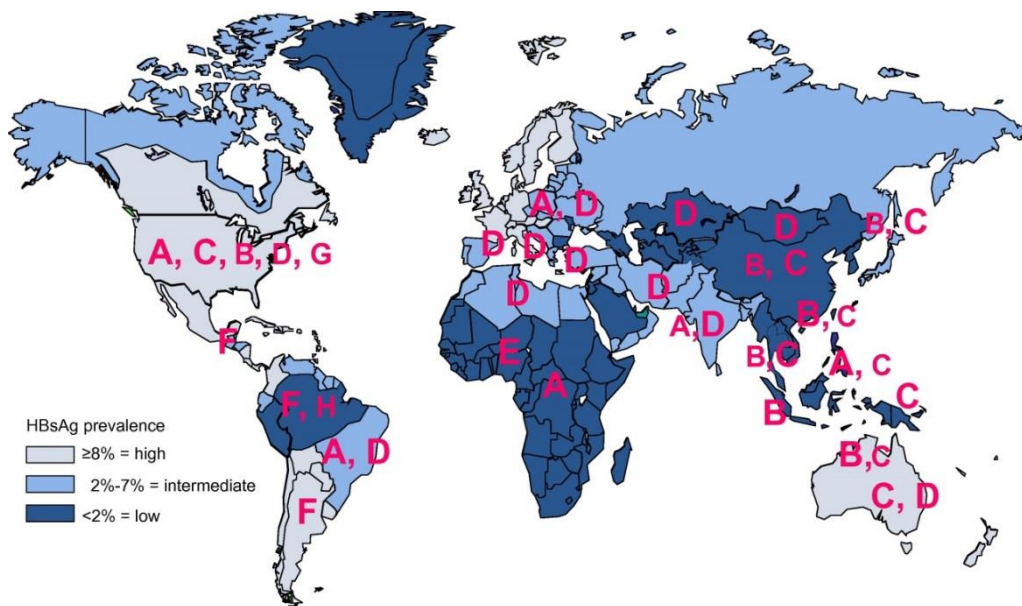 A, D
D
D
B, C
D
D
D
A, C, B, D, G
B, C
D
D
A,D
B, C
F
E
B,C
A, C
A
F, H
C
B
HBsAg prevalence
≥8% = high
A, D
B,C
2%-7% = intermediate
C, D
F
<2% = low